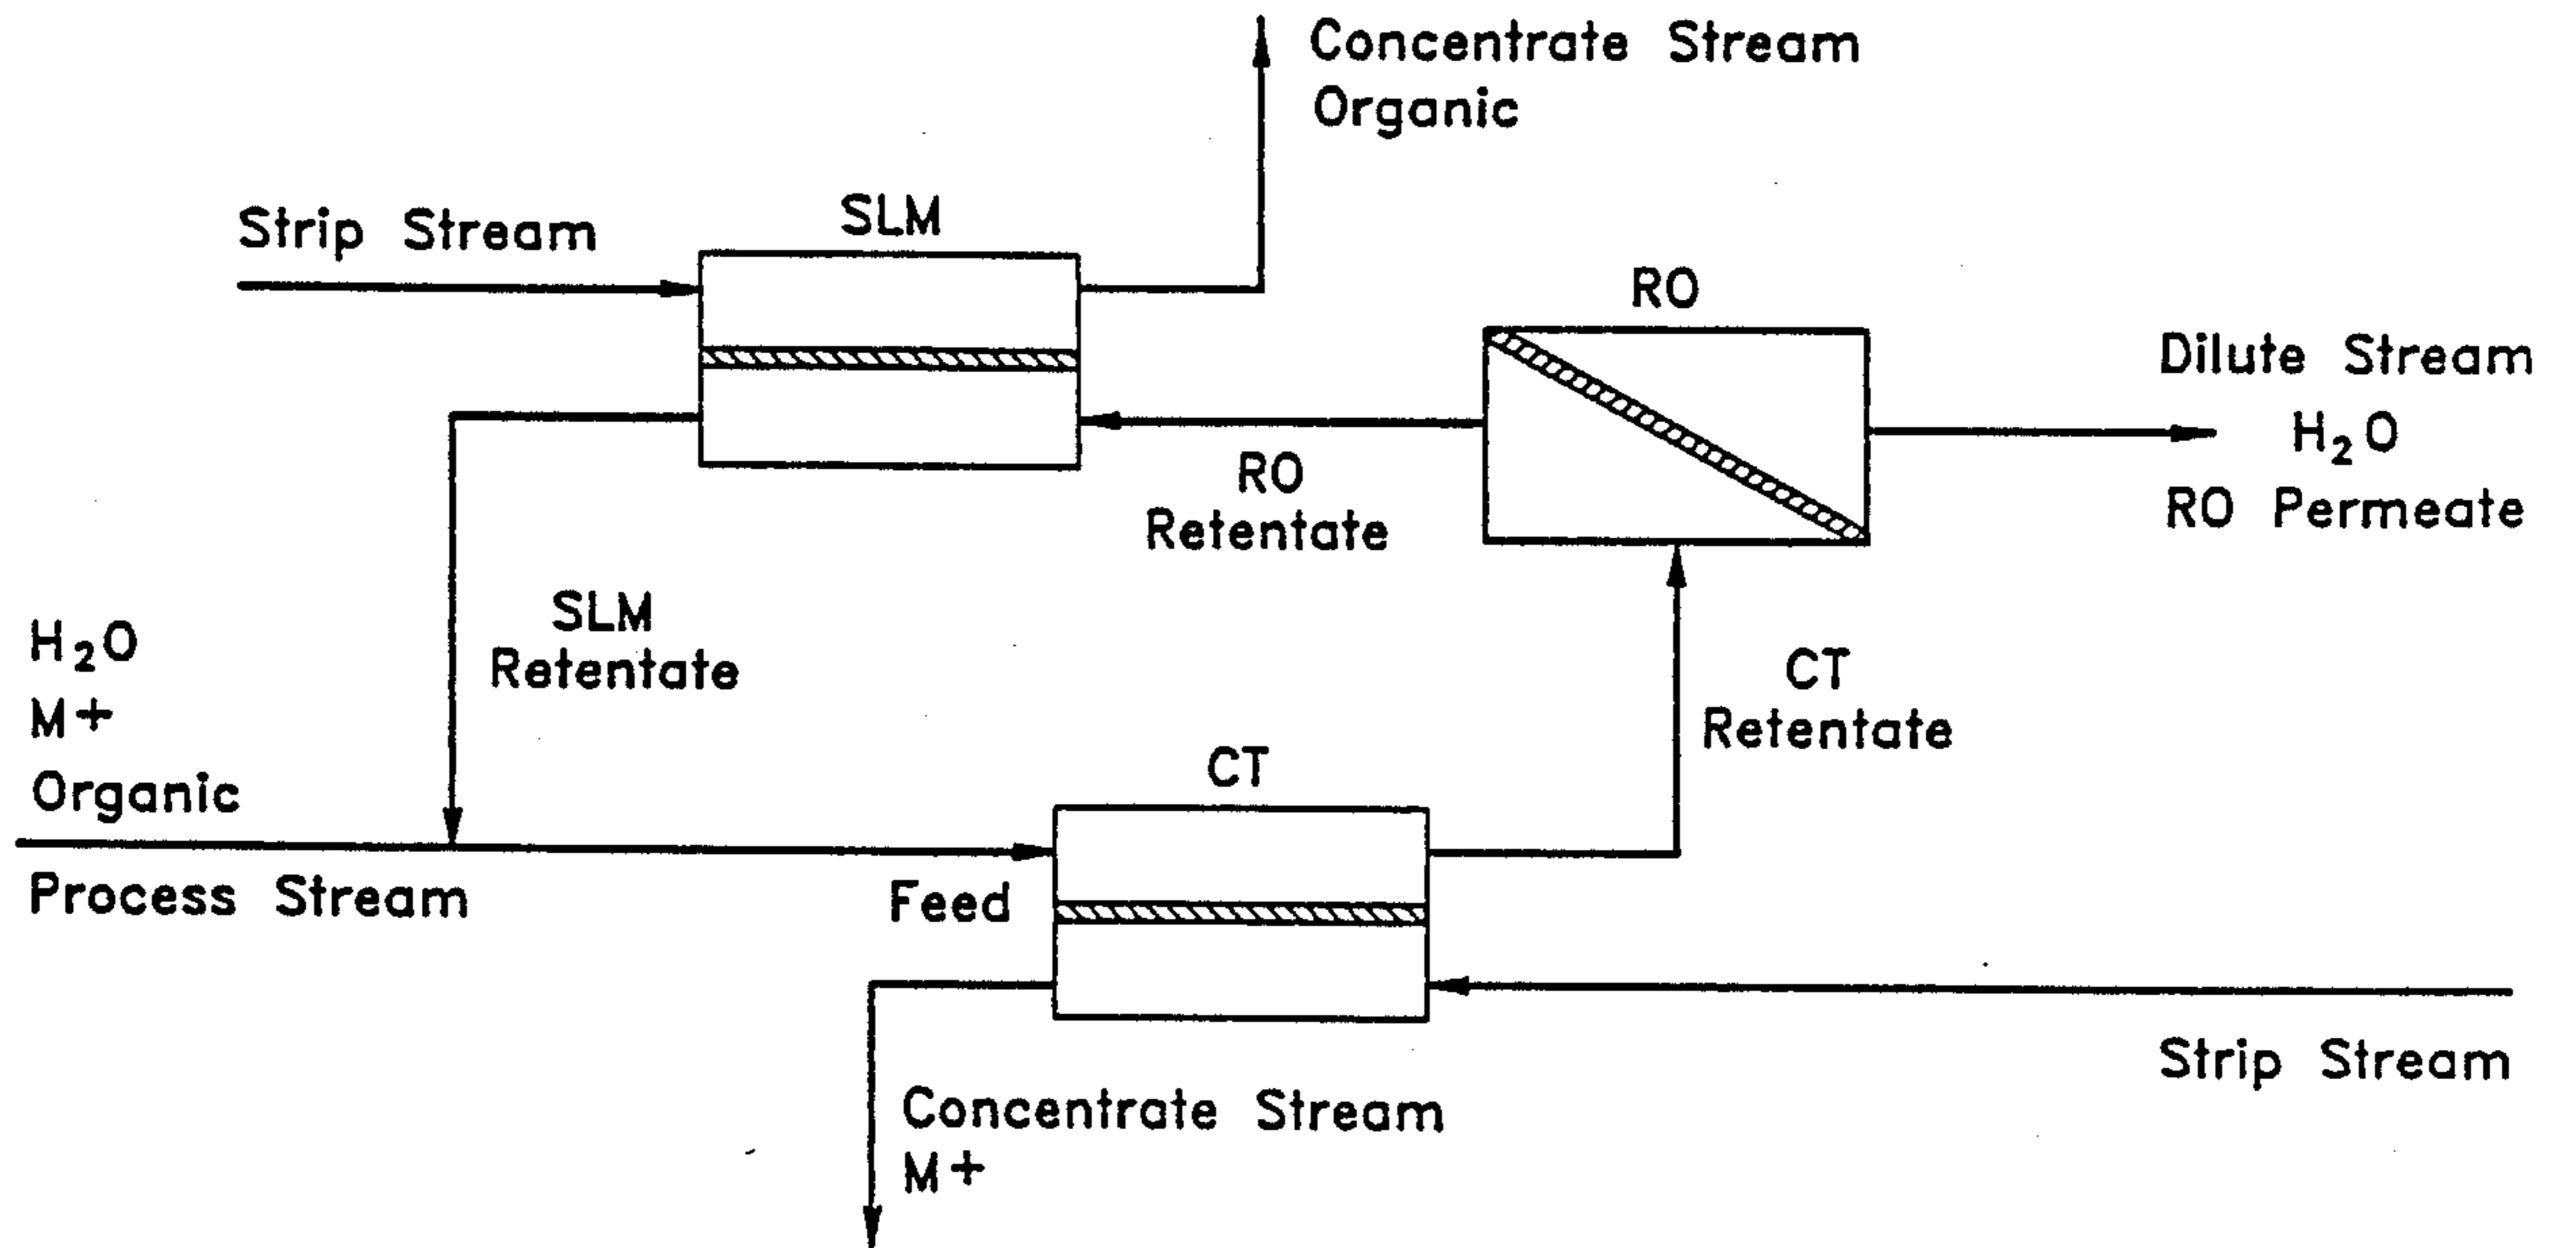 Concentrate Stream
Organic
Strip Stream
SLM
RO
Dilute Stream
H₂O
RO Permeate
RO
Retentate
SLM
Retentate
H₂O
M+
Organic
CT
Retentate
CT
Process Stream
Feed
Strip Stream
Concentrate Stream
M+